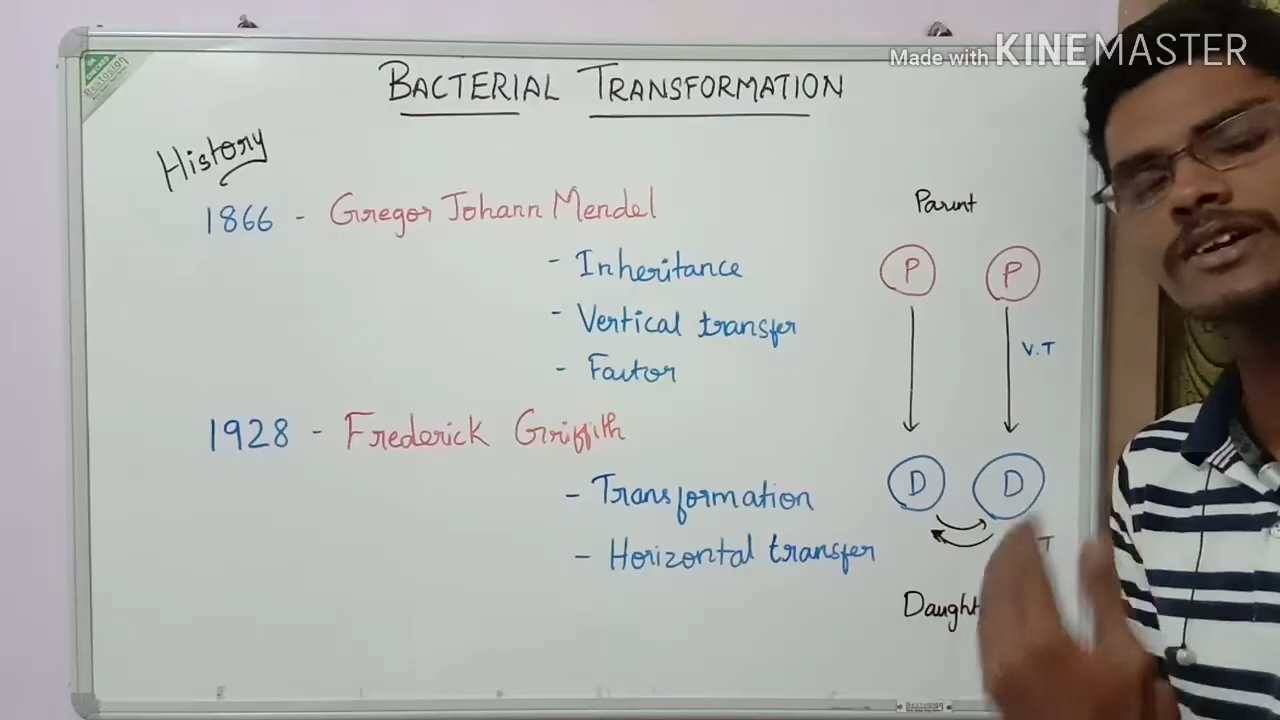 Made with KINEMASTER
BACTERIAL TRANSFORMATION
History
1866 - Gregor Johann Mendel
- Inheritance
- Vertical transfer
- Factor
1928 - Frederick Griffith
- Transformation
- Horizontal transfer
Parent
P P
V.T
D D
T
Daught